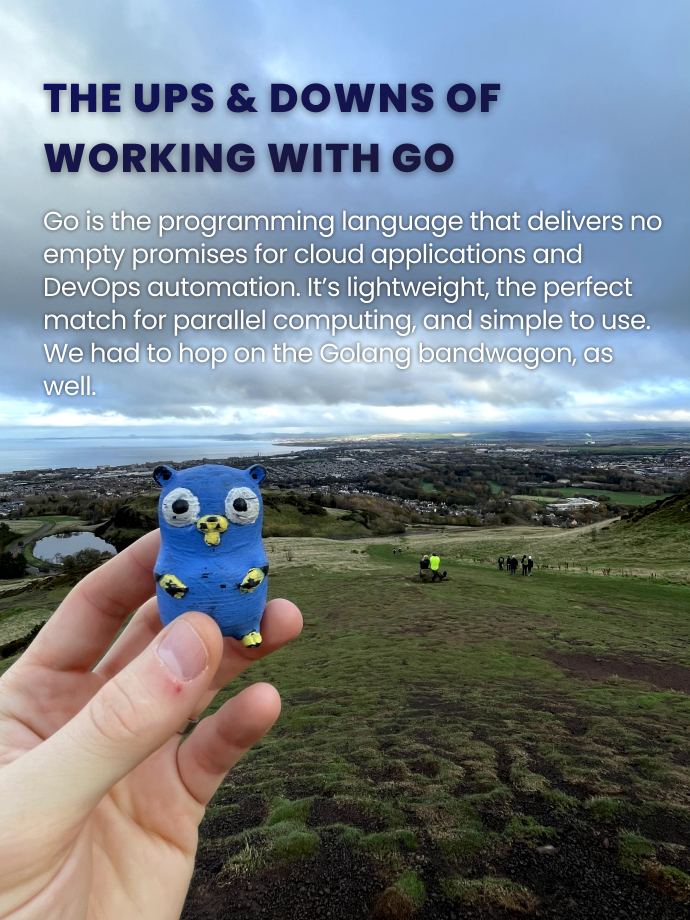 THE UPS & DOWNS OF
WORKING WITH GO
Go is the programming language that delivers no
empty promises for cloud applications and
DevOps automation. It’s lightweight, the perfect
match for parallel computing, and simple to use.
We had to hop on the Golang bandwagon, as
well.